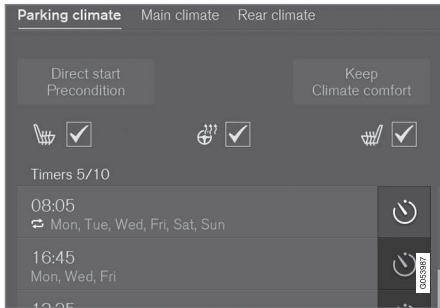 Parking climate Main climate Rear climate
Direct start
Precondition
Keep
Climate comfort
Timers 5/10
08:05
Mon, Tue, Wed, Fri, Sat, Sun
16:45
Mon, Wed, Fri
G053987